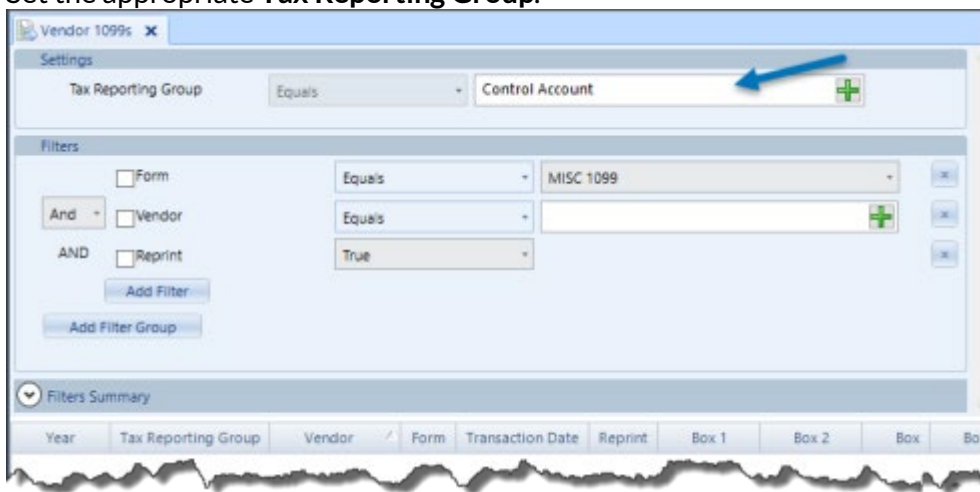 Set the appropriate Tax Reporting Group.
Vendor 1099s x
Settings
Tax Reporting Group Equals Control Account
Filters
Form Equals MISC 1099
And Vendor Equals
AND Reprint True
Add Filter
Add Filter Group
Filters Summary
Year Tax Reporting Group Vendor Form Transaction Date Reprint Box 1 Box 2 Box Bo